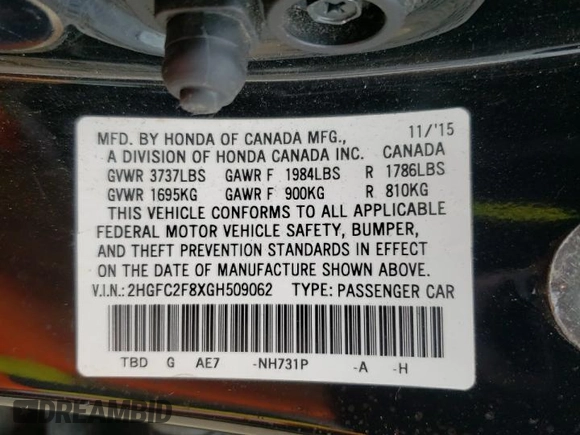 MFD. BY HONDA OF CANADA MFG., 11/'15
A DIVISION OF HONDA CANADA INC. CANADA
GVWR 3737LBS GAWR F 1984LBS R 1786LBS
GVWR 1695KG GAWR F 900KG R 810KG
THIS VEHICLE CONFORMS TO ALL APPLICABLE
FEDERAL MOTOR VEHICLE SAFETY, BUMPER,
AND THEFT PREVENTION STANDARDS IN EFFECT
ON THE DATE OF MANUFACTURE SHOWN ABOVE.
V.I.N.: 2HGFC2F8XGH509062 TYPE: PASSENGER CAR
TBD G AE7 -NH731P -A -H
DREAMBID